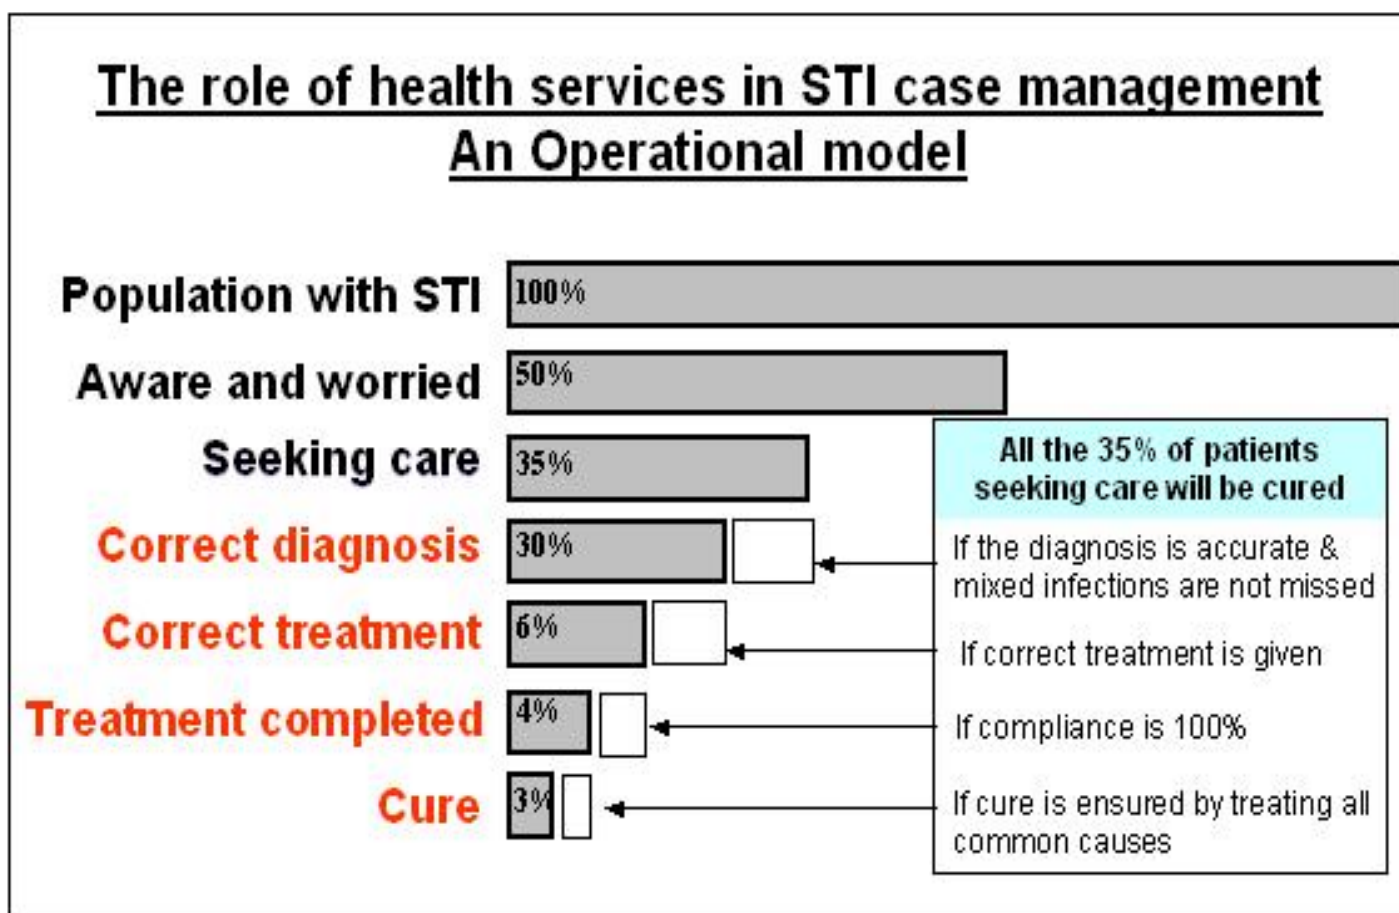 The role of health services in STI case management
An Operational model
Population with STI 100%
Aware and worried 50%
Seeking care 35%
Correct diagnosis 30%
Correct treatment 6%
Treatment completed 4%
Cure 3%
All the 35% of patients
seeking care will be cured
If the diagnosis is accurate &
mixed infections are not missed
If correct treatment is given
If compliance is 100%
If cure is ensured by treating all
common causes